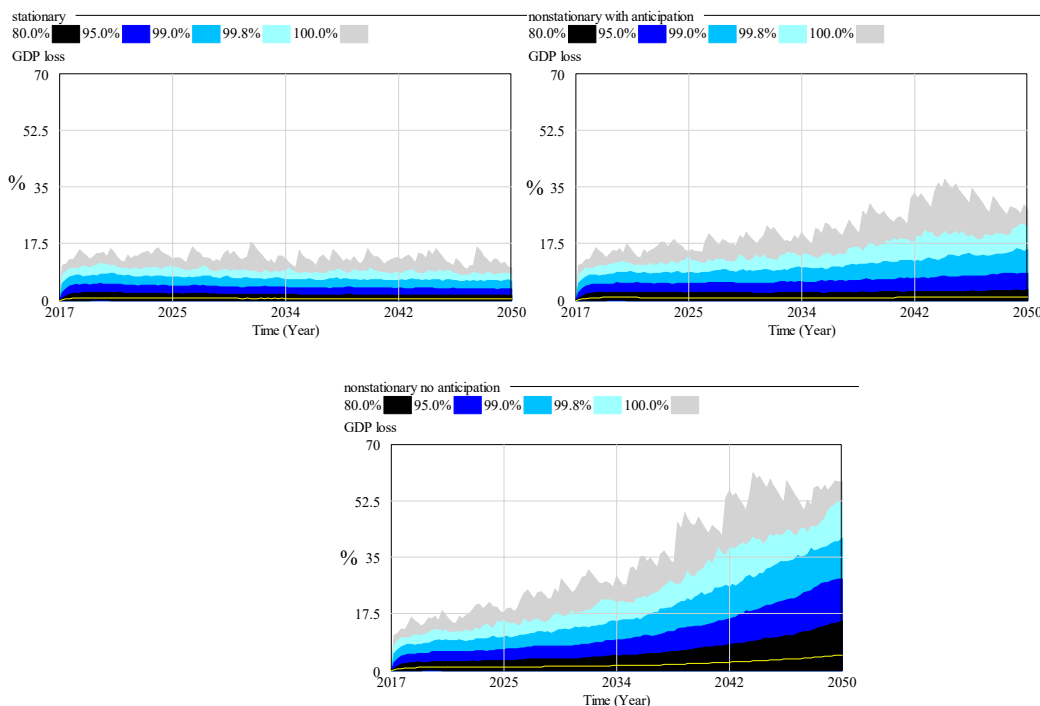 stationary
80.0% 95.0% 99.0% 99.8% 100.0%
GDP loss
70
52.5
%
35
17.5
0
2017 2025 2034 2042 2050
Time (Year)
nonstationary with anticipation
80.0% 95.0% 99.0% 99.8% 100.0%
GDP loss
70
52.5
%
35
17.5
0
2017 2025 2034 2042 2050
Time (Year)
nonstationary no anticipation
80.0% 95.0% 99.0% 99.8% 100.0%
GDP loss
70
52.5
%
35
17.5
0
2017 2025 2034 2042 2050
Time (Year)